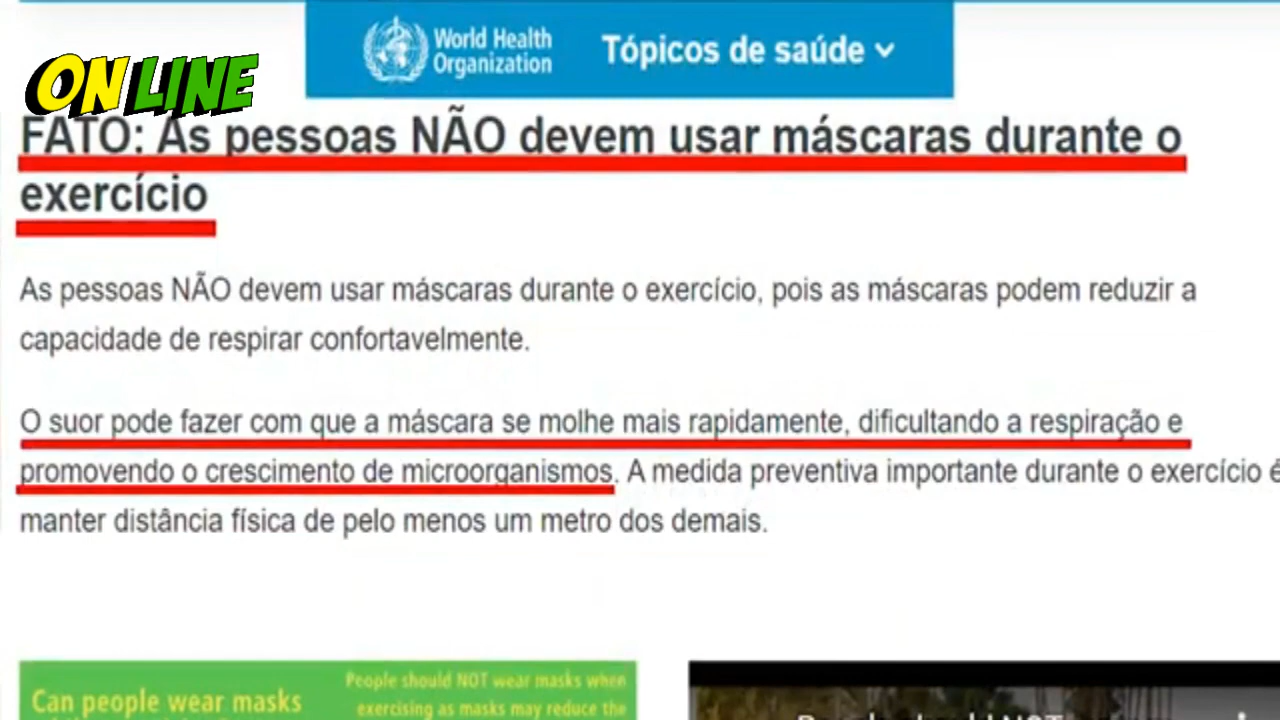 World Health
Organization
Tópicos de saúde
ONLINE
FATO: As pessoas NÃO devem usar máscaras durante o
exercício
As pessoas NÃO devem usar máscaras durante o exercício, pois as máscaras podem reduzir a
capacidade de respirar confortavelmente.
O suor pode fazer com que a máscara se molhe mais rapidamente, dificultando a respiração e
promovendo o crescimento de microorganismos. A medida preventiva importante durante o exercício é
manter distância física de pelo menos um metro dos demais.
Can people wear masks
People should NOT wear masks when
exercising as masks may reduce the